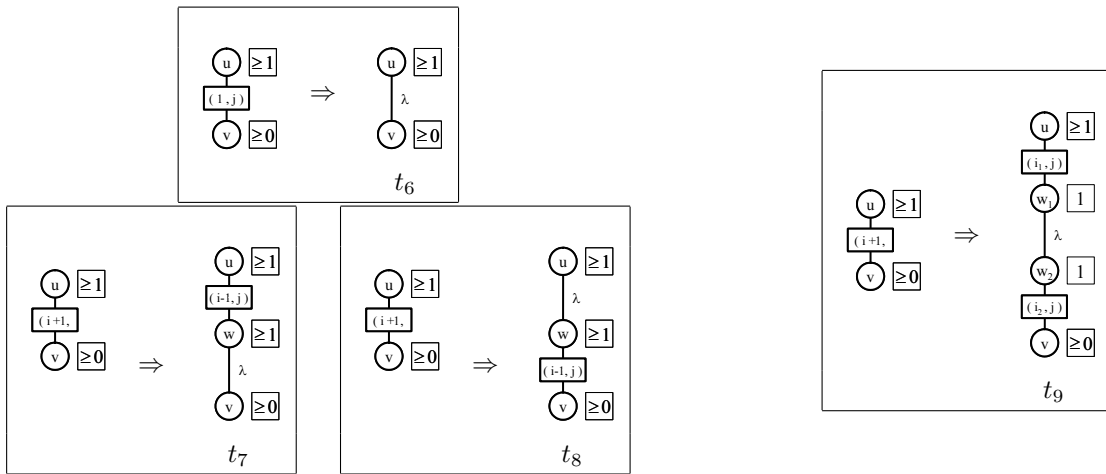 u ≥1
(1,j) ⇒ λ
v ≥0
u ≥1
v ≥0
t6
u ≥1
(i+1,
v ≥0
⇒
u ≥1
(i-1,j)
w ≥1
λ
v ≥0
t7
u ≥1
(i+1,
v ≥0
⇒
u ≥1
λ
w ≥1
(i-1,j)
v ≥0
t8
u ≥1
(i+1,
v ≥0
⇒
u ≥1
(i₁,j)
w₁ 1
λ
w₂ 1
(i₂,j)
v ≥0
t9